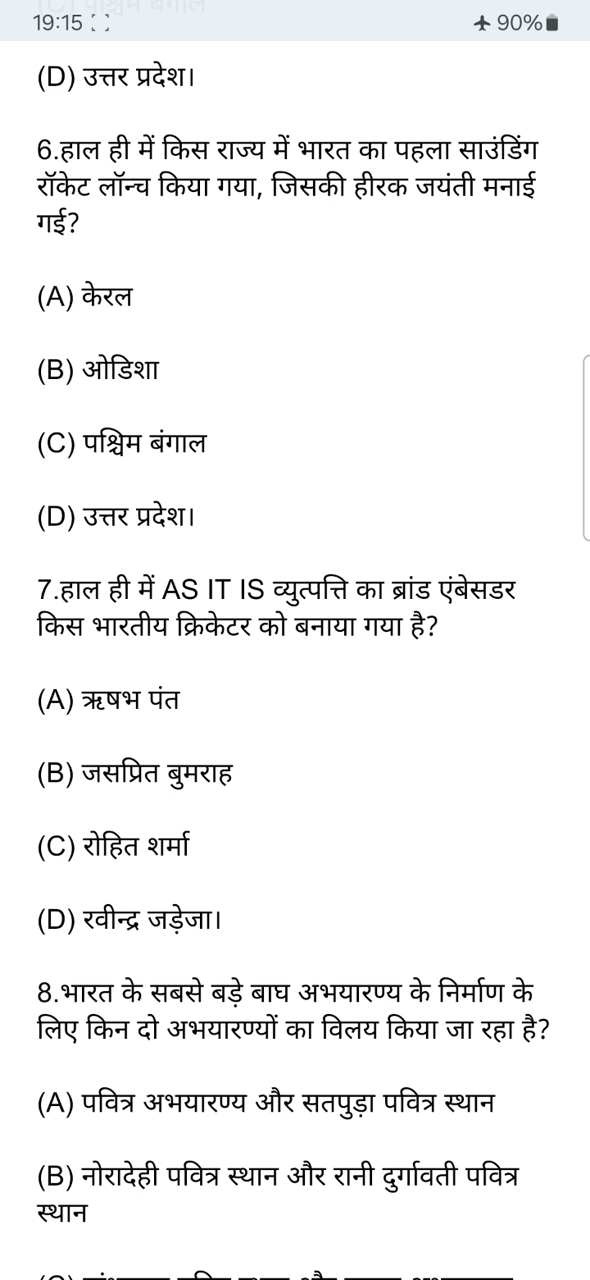 19:15
90%
(D) उत्तर प्रदेश।
6.हाल ही में किस राज्य में भारत का पहला साउंडिंग
रॉकेट लॉन्च किया गया, जिसकी हीरक जयंती मनाई
गई?
(A) केरल
(B) ओडिशा
(C) पश्चिम बंगाल
(D) उत्तर प्रदेश।
7.हाल ही में AS IT IS व्युत्पत्ति का ब्रांड एंबेसडर
किस भारतीय क्रिकेटर को बनाया गया है?
(A) ऋषभ पंत
(B) जसप्रित बुमराह
(C) रोहित शर्मा
(D) रवीन्द्र जड़ेजा।
8.भारत के सबसे बड़े बाघ अभयारण्य के निर्माण के
लिए किन दो अभयारण्यों का विलय किया जा रहा है?
(A) पवित्र अभयारण्य और सतपुड़ा पवित्र स्थान
(B) नोरादेही पवित्र स्थान और रानी दुर्गावती पवित्र
स्थान